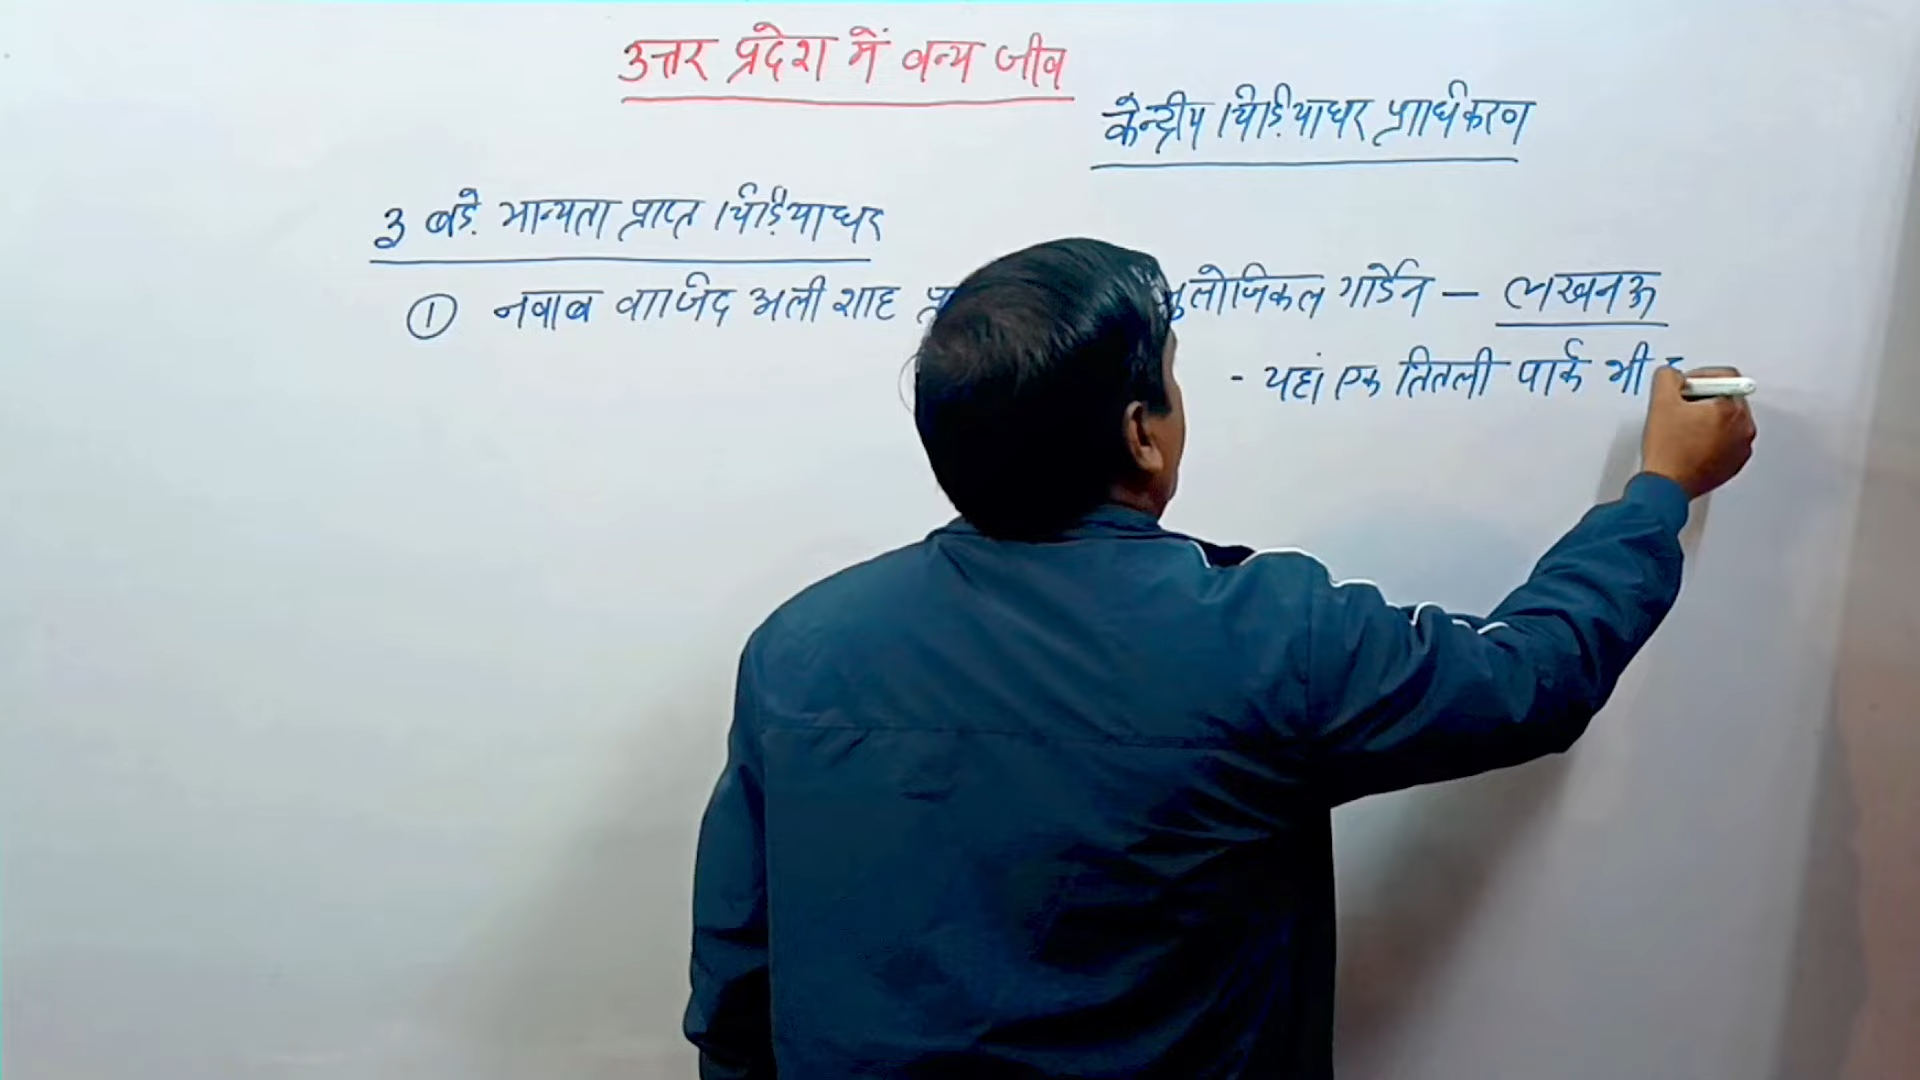 उत्तर प्रदेश में वन्य जीव
केन्द्रीय चिड़ियाघर प्राधिकरण
3 बड़े मान्यता प्राप्त चिड़ियाघर
① नवाब वाजिद अली शाह लोजिकल गार्डेन — लखनऊ
- यहां एक तितली पार्क भी